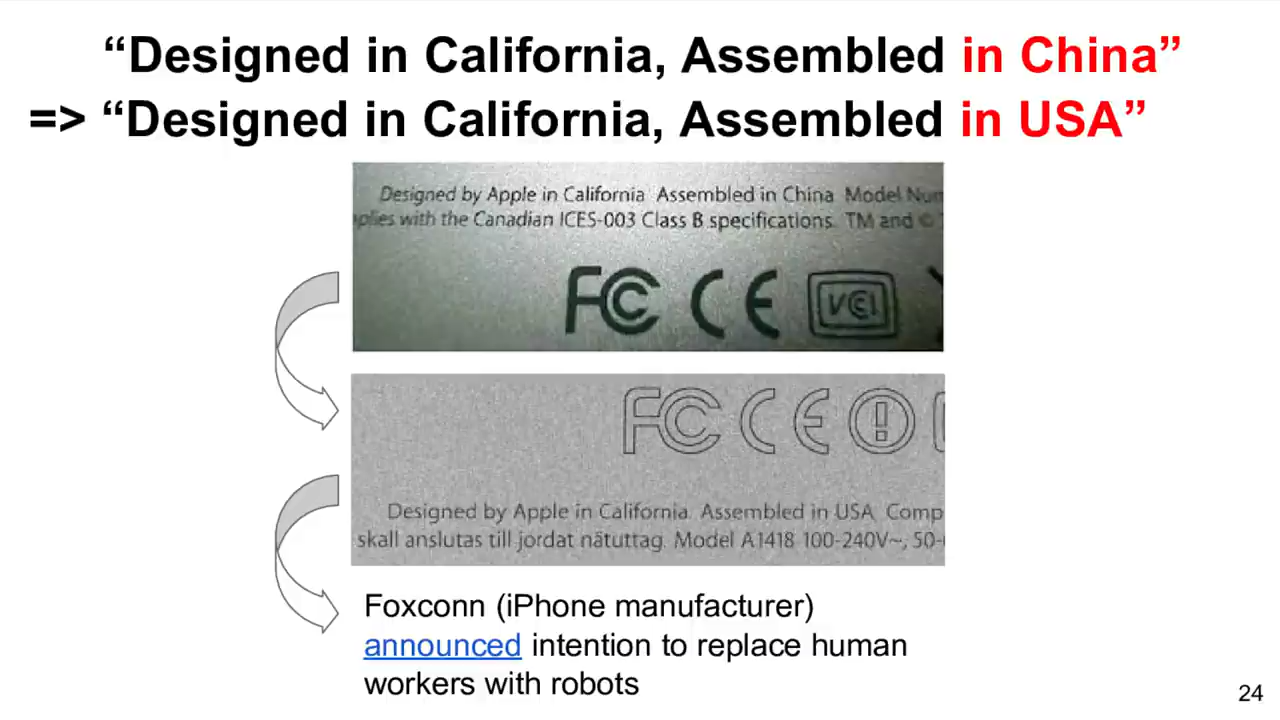 “Designed in California, Assembled in China”
=> “Designed in California, Assembled in USA”
Designed by Apple in California Assembled in China Model Num
plies with the Canadian ICES-003 Class B specifications. TM and ©
FC CE VCI
FC CE !
Designed by Apple in California. Assembled in USA Comp
skall anslutas till jordat nätuttag. Model A1418 100-240V~, 50-
Foxconn (iPhone manufacturer)
announced intention to replace human
workers with robots
24